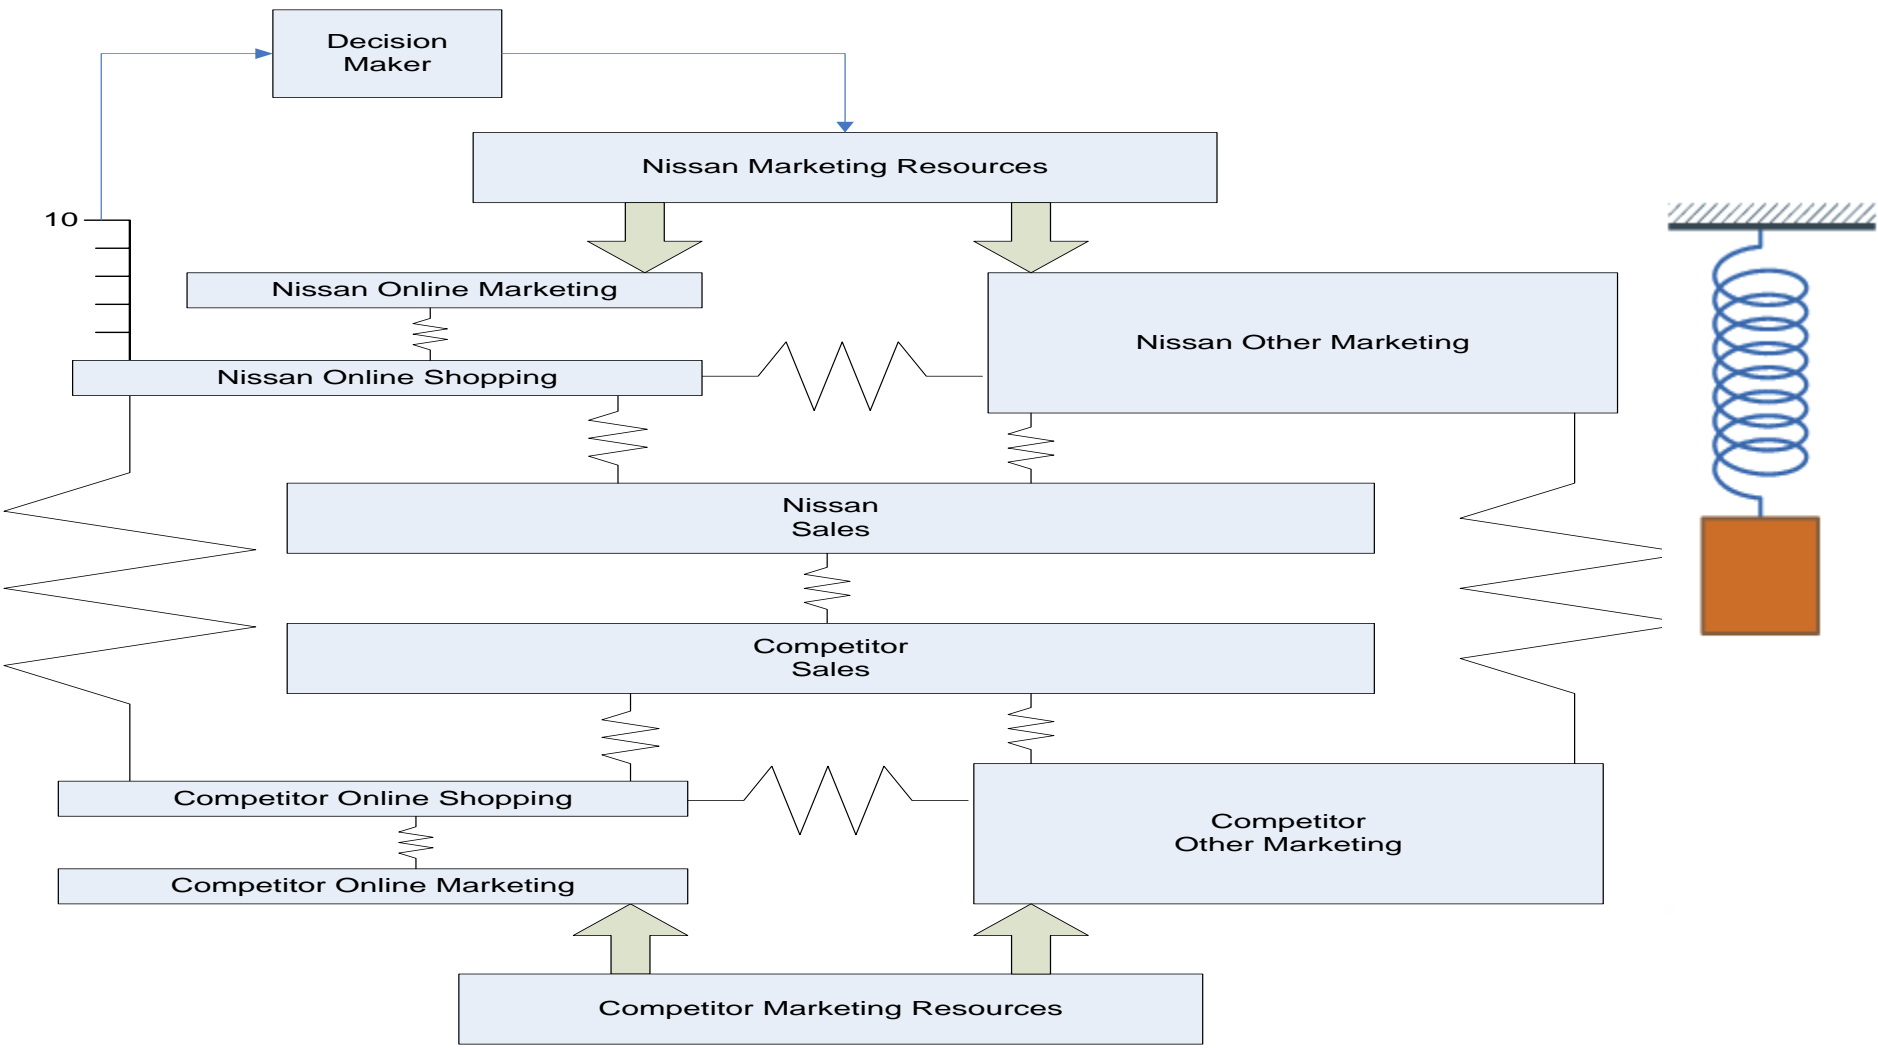 Decision
Maker
Nissan Marketing Resources
10
Nissan Online Marketing
Nissan Other Marketing
Nissan Online Shopping
Nissan
Sales
Competitor
Sales
Competitor Online Shopping
Competitor
Other Marketing
Competitor Online Marketing
Competitor Marketing Resources